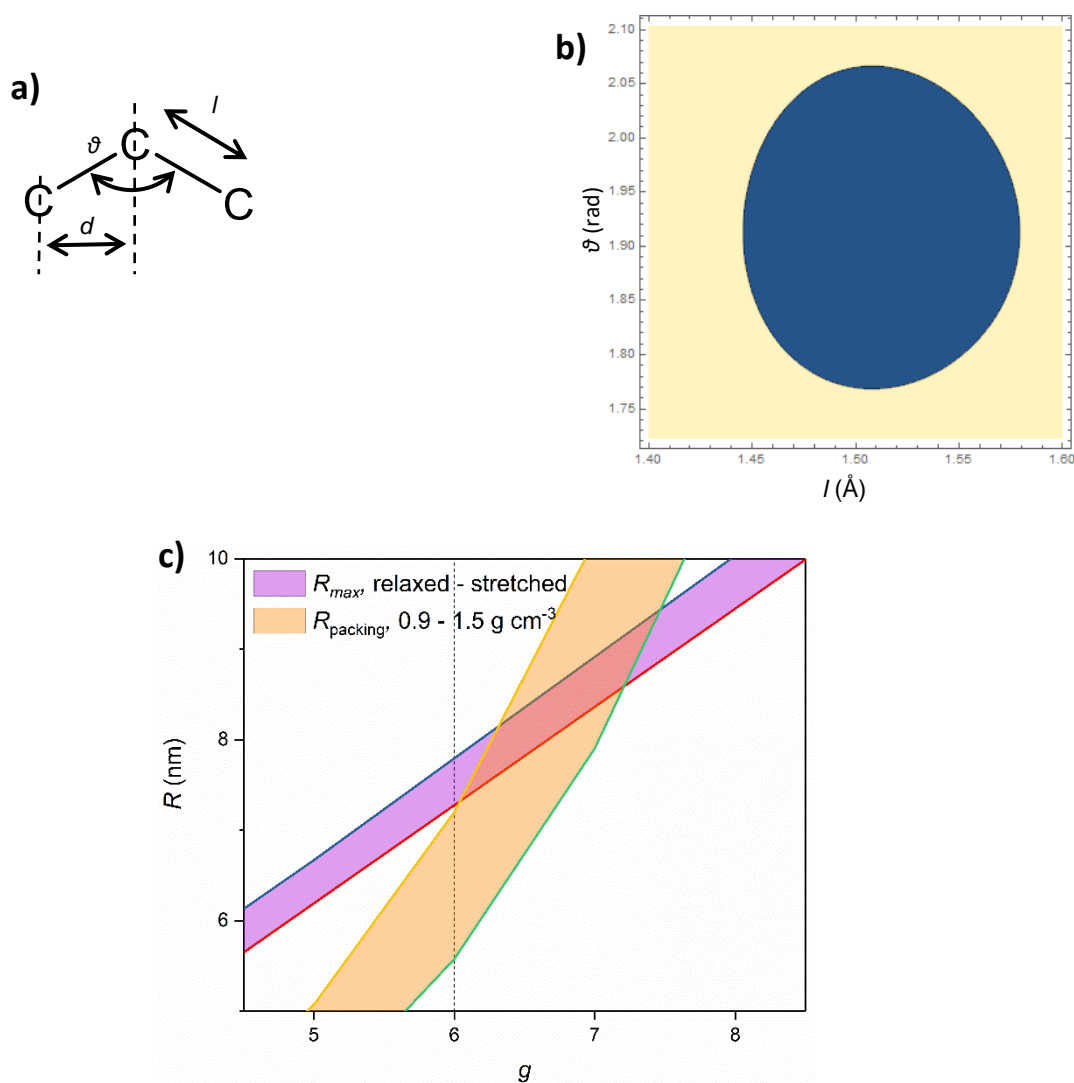 a)
l
ϑ
C
C
C
d
b)
2.10
2.05
2.00
1.95
1.90
1.85
1.80
1.75
ϑ (rad)
1.40 1.45 1.50 1.55 1.60
l (Å)
c)
10
8
6
R (nm)
Rmax, relaxed - stretched
Rpacking, 0.9 - 1.5 g cm-3
5 6 7 8
g